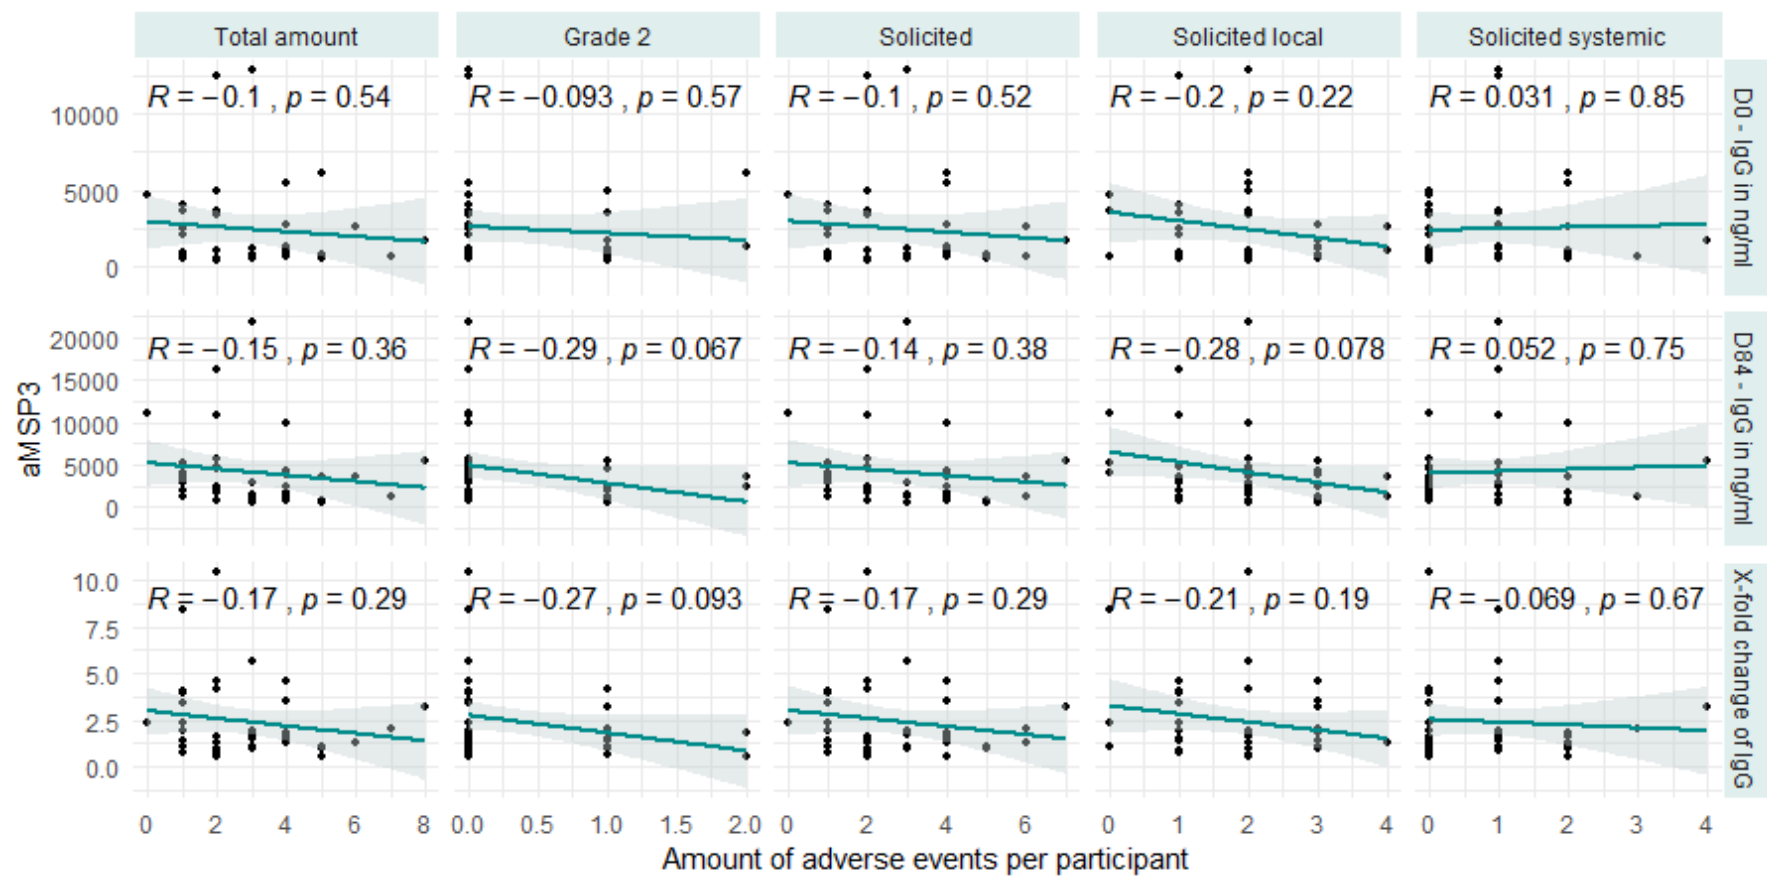 Total amount
Grade 2
Solicited
Solicited local
Solicited systemic
R = −0.1 , p = 0.54
R = −0.093 , p = 0.57
R = −0.1 , p = 0.52
R = −0.2 , p = 0.22
R = 0.031 , p = 0.85
10000
5000
0
D0 - IgG in ng/ml
R = −0.15 , p = 0.36
R = −0.29 , p = 0.067
R = −0.14 , p = 0.38
R = −0.28 , p = 0.078
R = 0.052 , p = 0.75
20000
15000
10000
5000
0
D84 - IgG in ng/ml
aMSP3
R = −0.17 , p = 0.29
R = −0.27 , p = 0.093
R = −0.17 , p = 0.29
R = −0.21 , p = 0.19
R = −0.069 , p = 0.67
10.0
7.5
5.0
2.5
0.0
X-fold change of IgG
0 2 4 6 8
0.0 0.5 1.0 1.5 2.0
0 2 4 6
0 1 2 3 4
0 1 2 3 4
Amount of adverse events per participant